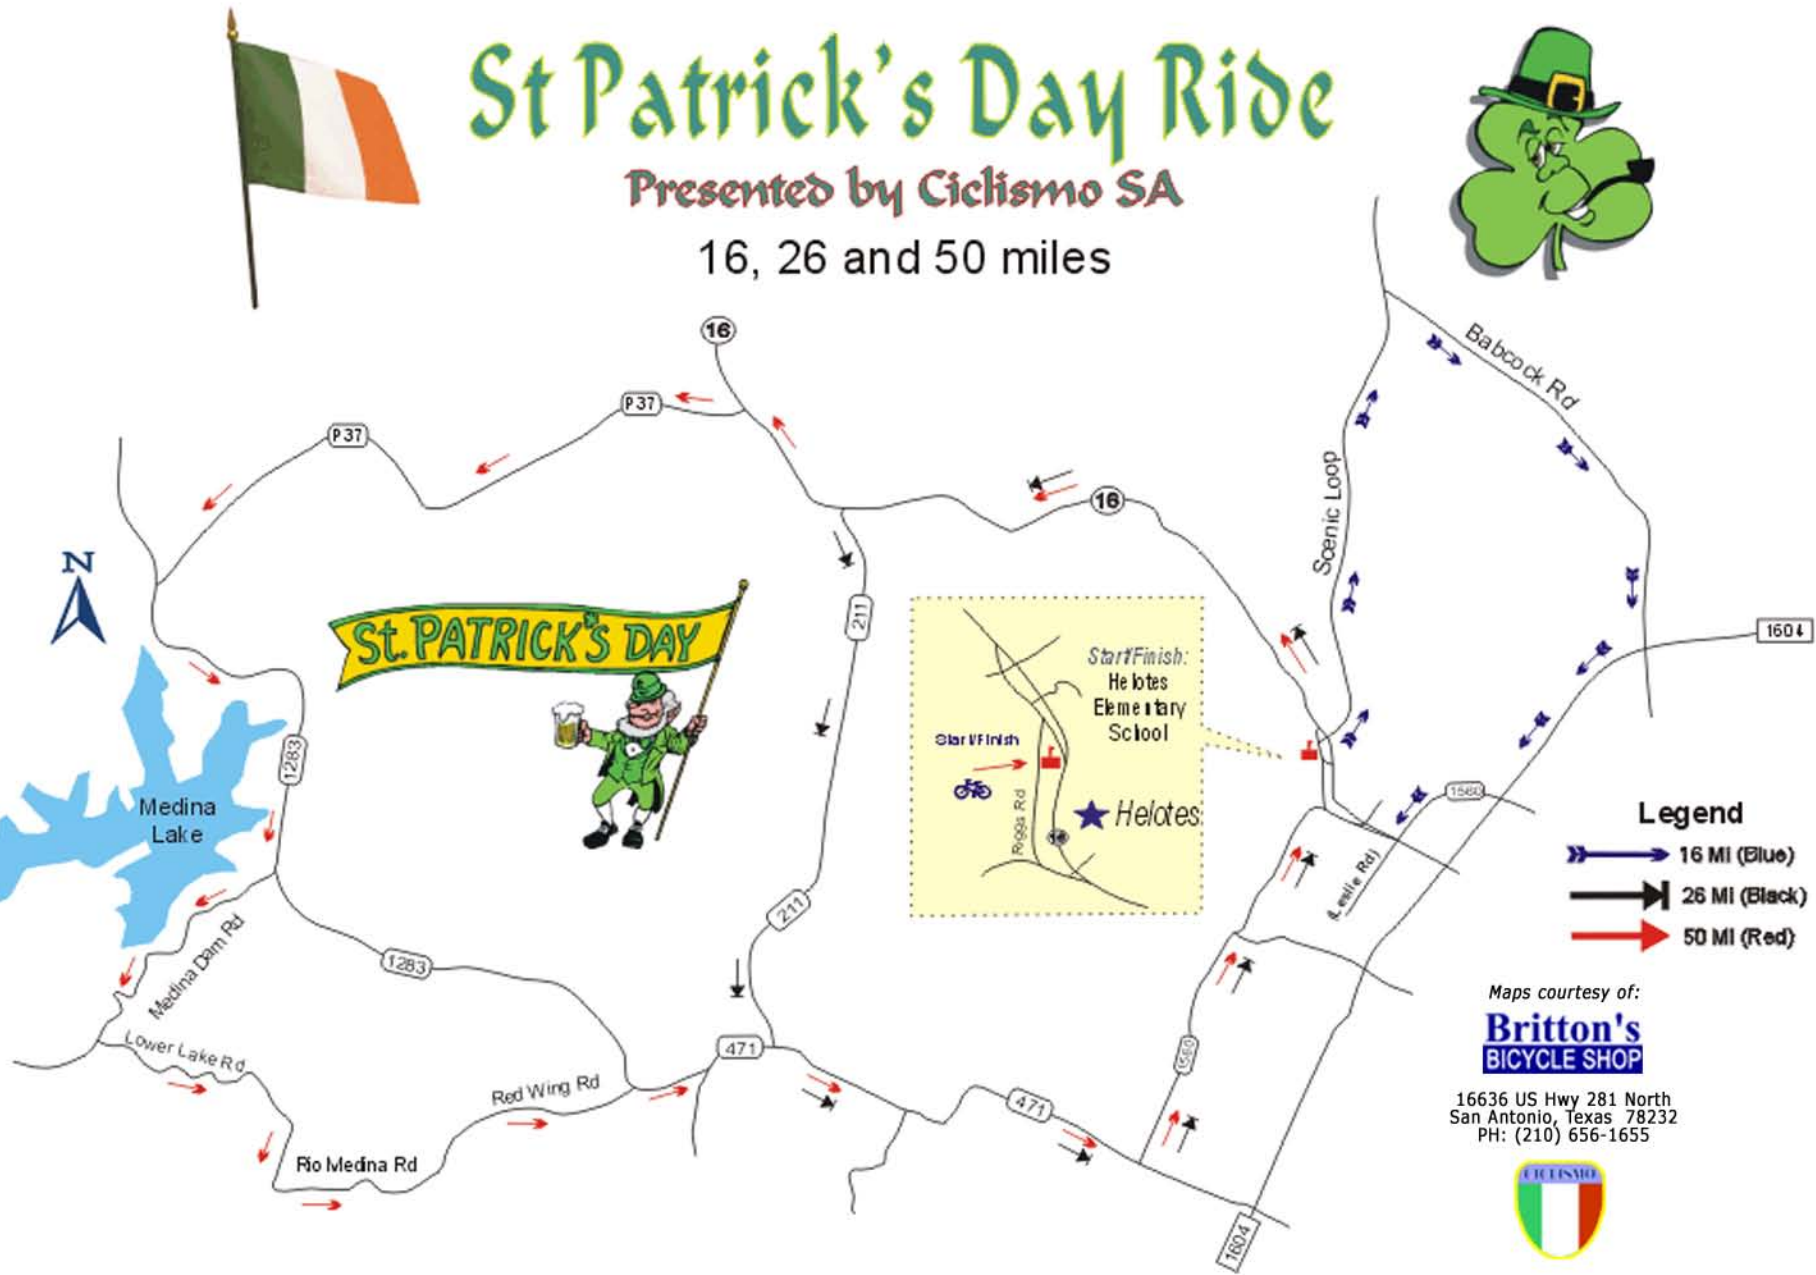 St Patrick's Day Ride
Presented by Ciclismo SA
16, 26 and 50 miles
16
Babcock Rd
P 37
P 37
16
Scenic Loop
N
St. PATRICK'S DAY
211
1604
Start/Finish:
Helotes
Elementary
School
Start/Finish
Riggs Rd
Helotes
16
1283
Medina
Lake
1560
Legend
16 Mi (Blue)
26 Mi (Black)
50 Mi (Red)
(Leslie Rd)
211
Medina Dam Rd
1283
Maps courtesy of:
Britton's
BICYCLE SHOP
16636 US Hwy 281 North
San Antonio, Texas 78232
PH: (210) 656-1655
Lower Lake Rd
471
1560
Red Wing Rd
471
Rio Medina Rd
CICLISMO
1604